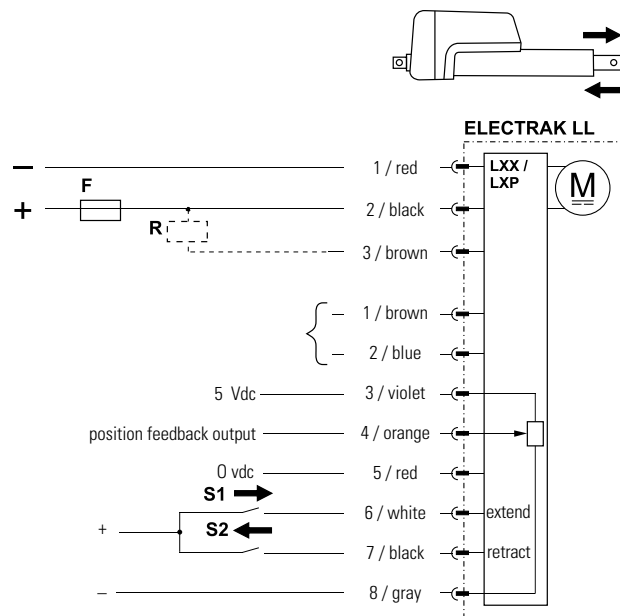 ELECTRAK LL
− 1 / red LXX / LXP M
F
+ 2 / black
R
3 / brown
1 / brown
2 / blue
5 Vdc 3 / violet
position feedback output 4 / orange
0 vdc 5 / red
S1
6 / white extend
+ S2
7 / black retract
− 8 / gray